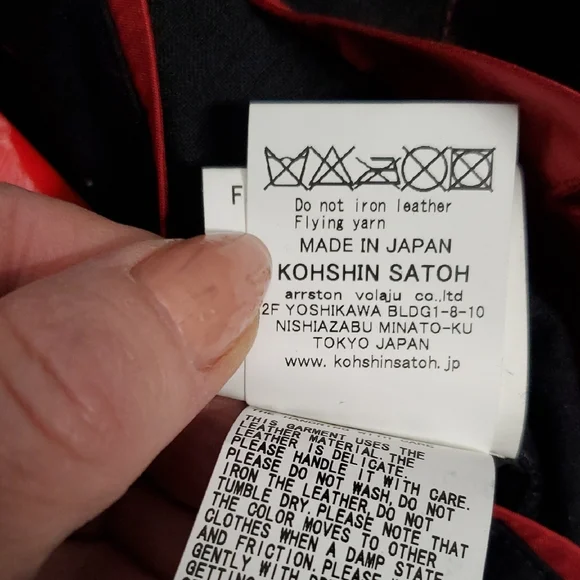 F
Do not iron leather
Flying yarn
MADE IN JAPAN
KOHSHIN SATOH
arrston volaju co.,ltd
2F YOSHIKAWA BLDG1-8-10
NISHIAZABU MINATO-KU
TOKYO JAPAN
www. kohshinsatoh. jp
THIS GARMENT USES THE
LEATHER MATERIAL. THE
LEATHER IS DELICATE.
PLEASE HANDLE IT WITH CARE.
PLEASE DO NOT WASH, DO NOT
IRON THE LEATHER, DO NOT
TUMBLE DRY. PLEASE NOTE THAT
THE COLOR MOVES TO OTHER
CLOTHES WHEN A DAMP STATE
AND FRICTION. PLEASE
GENTLY WITH
GETTING